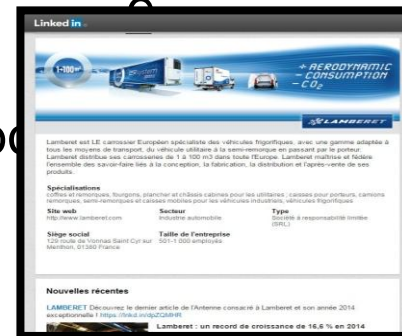 Linked in
1-100 m³
+ AERODYNAMIC
- CONSUMPTION
- CO₂
LAMBERET
Lamberet est LE carrossier Européen spécialiste des véhicules frigorifiques, avec une gamme adaptée à
tous les moyens de transport, du véhicule utilitaire à la semi-remorque en passant par le porteur.
Lamberet distribue ses carrosseries de 1 à 100 m3 dans toute l'Europe. Lamberet maîtrise et fédère
l'ensemble des savoir-faire liés à la conception, la fabrication, la distribution et l'après-vente de ses
produits.
Spécialisations
coffres et remorques, fourgons, plancher et châssis cabines pour les utilitaires , caisses pour porteurs, camions
remorques, semi-remorques et caisses mobiles pour les véhicules industriels, véhicules frigorifiques
Site web Secteur Type
http://www.lamberet.com Industrie automobile Société à responsabilité limitée
(SRL)
Siège social Taille de l'entreprise
129 route de Vonnas Saint Cyr sur 501-1 000 employés
Menthon, 01380 France
Nouvelles récentes
LAMBERET Découvrez le dernier article de l'Antenne consacré à Lamberet et son année 2014
exceptionnelle !
Lamberet : un record de croissance de 16,6 % en 2014